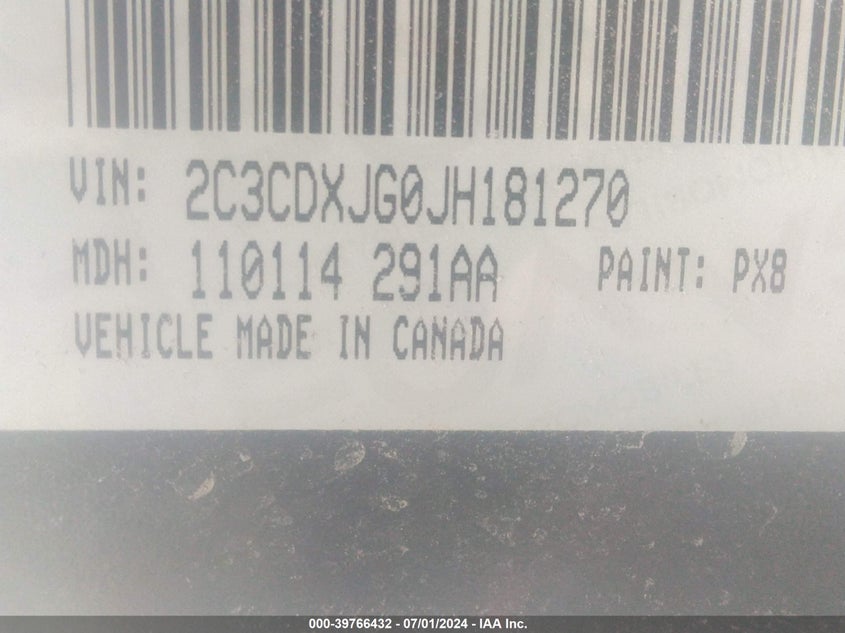 VIN: 2C3CDXJG0JH181270
MDH: 110114 291AA PAINT: PX8
VEHICLE MADE IN CANADA
000-39766432 - 07/01/2024 - IAA Inc.